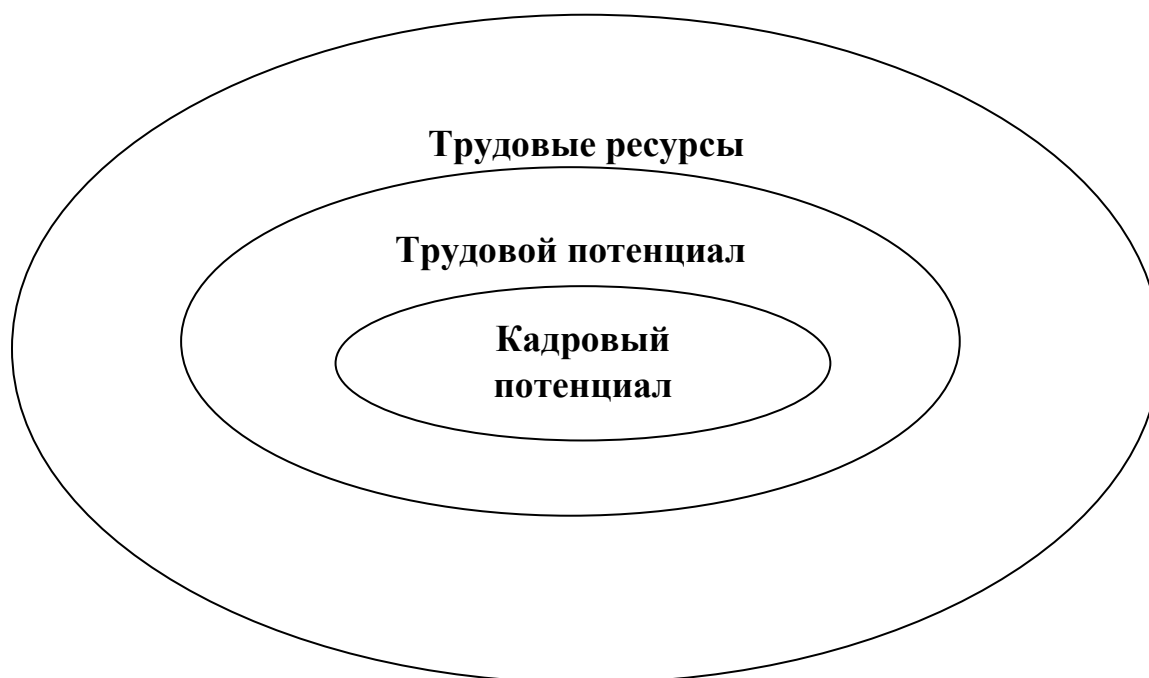 Трудовые ресурсы
Трудовой потенциал
Кадровый
потенциал